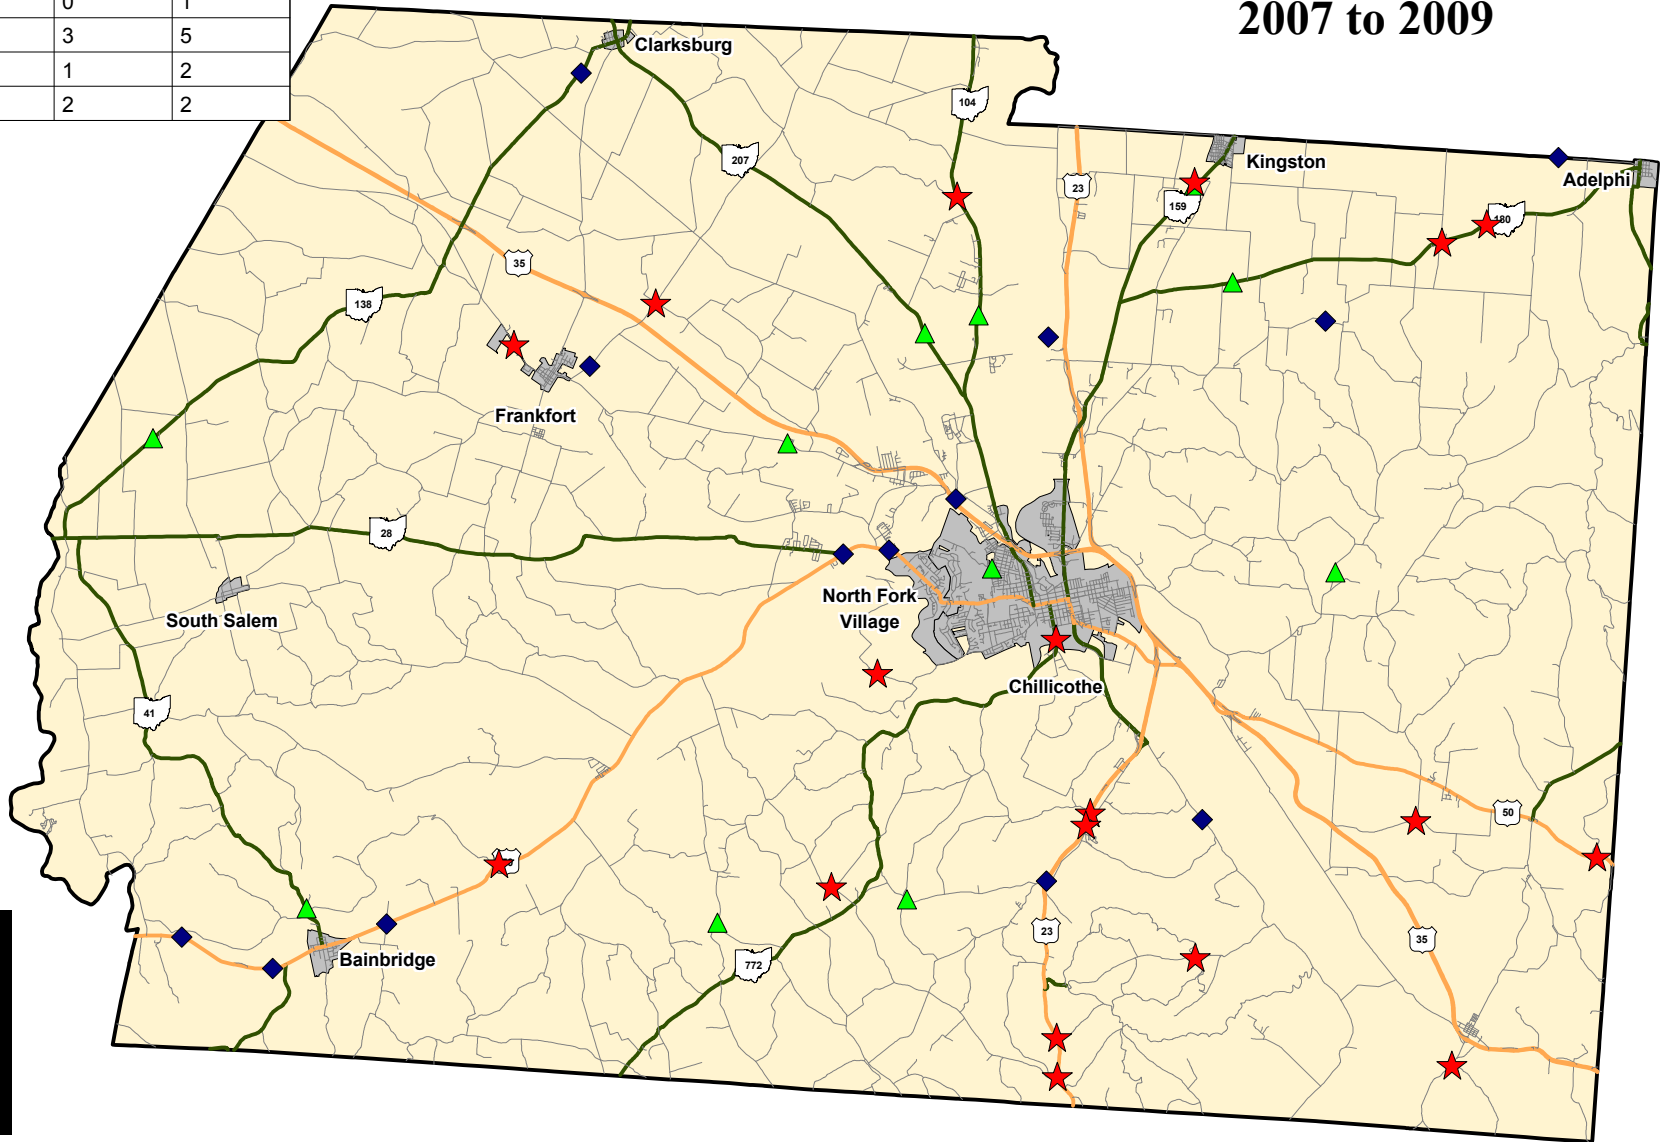 0 1
3 5
1 2
2 2
2007 to 2009
Clarksburg
104
207
Kingston
23
Adelphi
159
180
35
138
Frankfort
28
North Fork
Village
South Salem
Chillicothe
41
50
23
35
Bainbridge
772